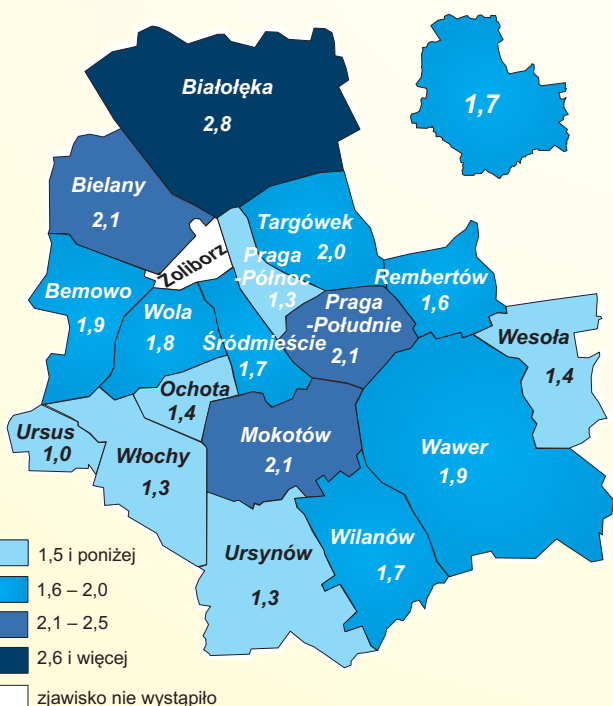 Białołęka
2,8
1,7
Bielany
2,1
Żoliborz
Targówek
2,0
Praga
-Północ
1,3
Rembertów
1,6
Bemowo
1,9
Wola
1,8
Śródmieście
1,7
Praga
-Południe
2,1
Wesoła
1,4
Ochota
1,4
Ursus
1,0
Włochy
1,3
Mokotów
2,1
Wawer
1,9
Ursynów
1,3
Wilanów
1,7
1,5 i poniżej
1,6 – 2,0
2,1 – 2,5
2,6 i więcej
zjawisko nie wystąpiło